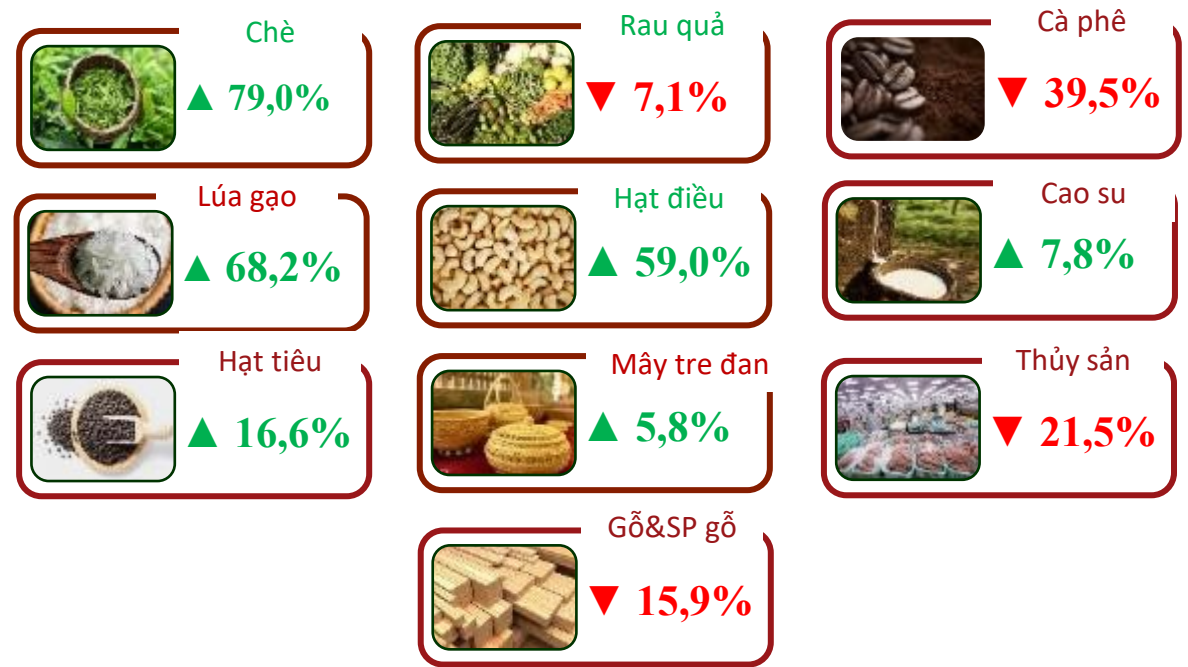 Chè
▲ 79,0%
Rau quả
▼ 7,1%
Cà phê
▼ 39,5%
Lúa gạo
▲ 68,2%
Hạt điều
▲ 59,0%
Cao su
▲ 7,8%
Hạt tiêu
▲ 16,6%
Mây tre đan
▲ 5,8%
Thủy sản
▼ 21,5%
Gỗ&SP gỗ
▼ 15,9%